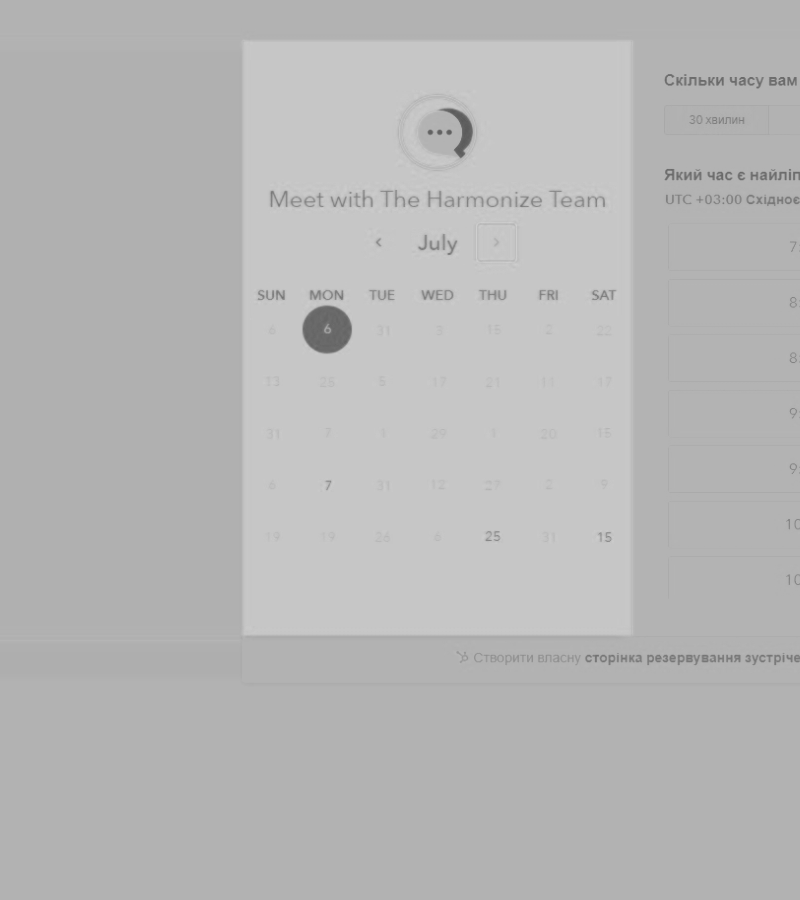 Meet with The Harmonize Team
July
SUN MON TUE WED THU FRI SAT
6 6 31 3 15 2 22
13 25 5 17 21 11 17
31 7 9 29 1 20 15
6 7 31 12 27 2 9
19 19 26 6 25 31 15
Скільки часу вам
30 хвилин
Який час є найліп
UTC +03:00 Східноє
7:
8:
8:
9:
9:
10
10
Створити власну сторінка резервування зустріче